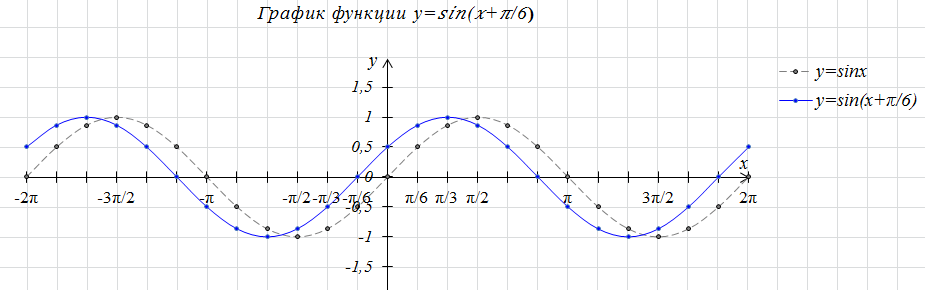 График функции y=sin(x+π/6)
y
1,5
y=sinx
1
y=sin(x+π/6)
0,5
x
0
-2π -3π/2 -π -π/2 -π/3 -π/6 π/6 π/3 π/2 π 3π/2 2π
-0,5
-1
-1,5